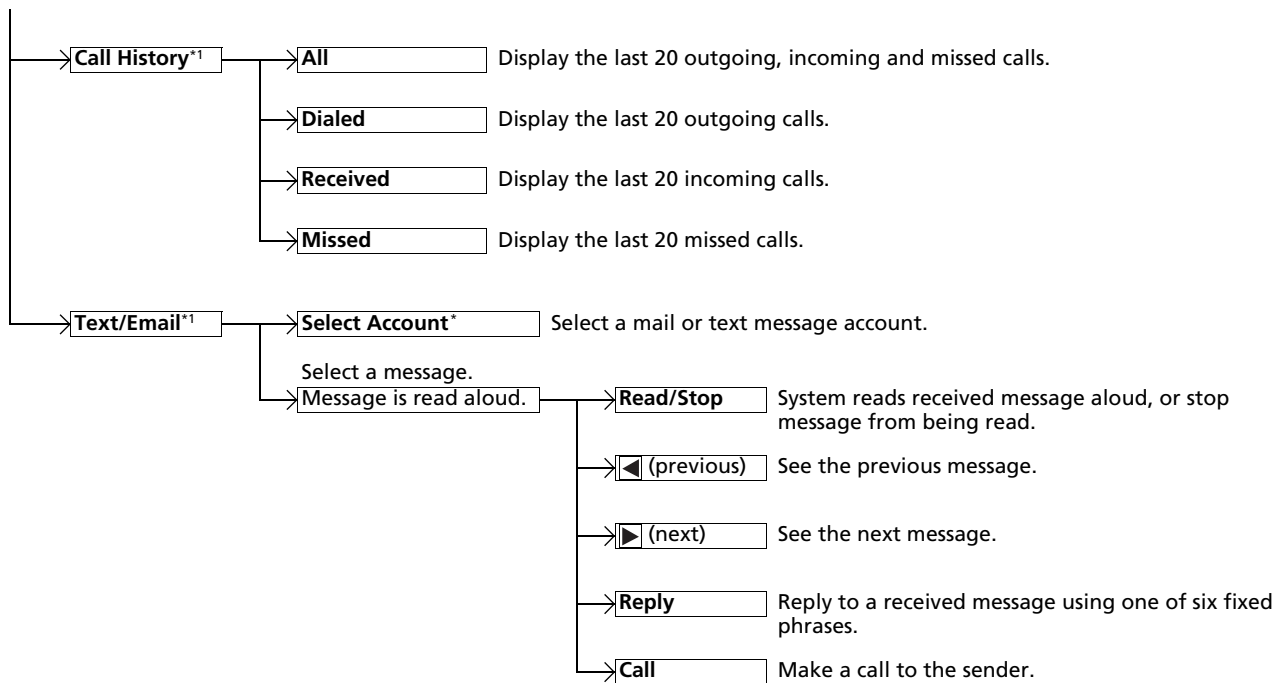 Call History*1
All
Display the last 20 outgoing, incoming and missed calls.
Dialed
Display the last 20 outgoing calls.
Received
Display the last 20 incoming calls.
Missed
Display the last 20 missed calls.
Text/Email*1
Select Account*
Select a mail or text message account.
Select a message.
Message is read aloud.
Read/Stop
System reads received message aloud, or stop
message from being read.
(previous)
See the previous message.
(next)
See the next message.
Reply
Reply to a received message using one of six fixed
phrases.
Call
Make a call to the sender.